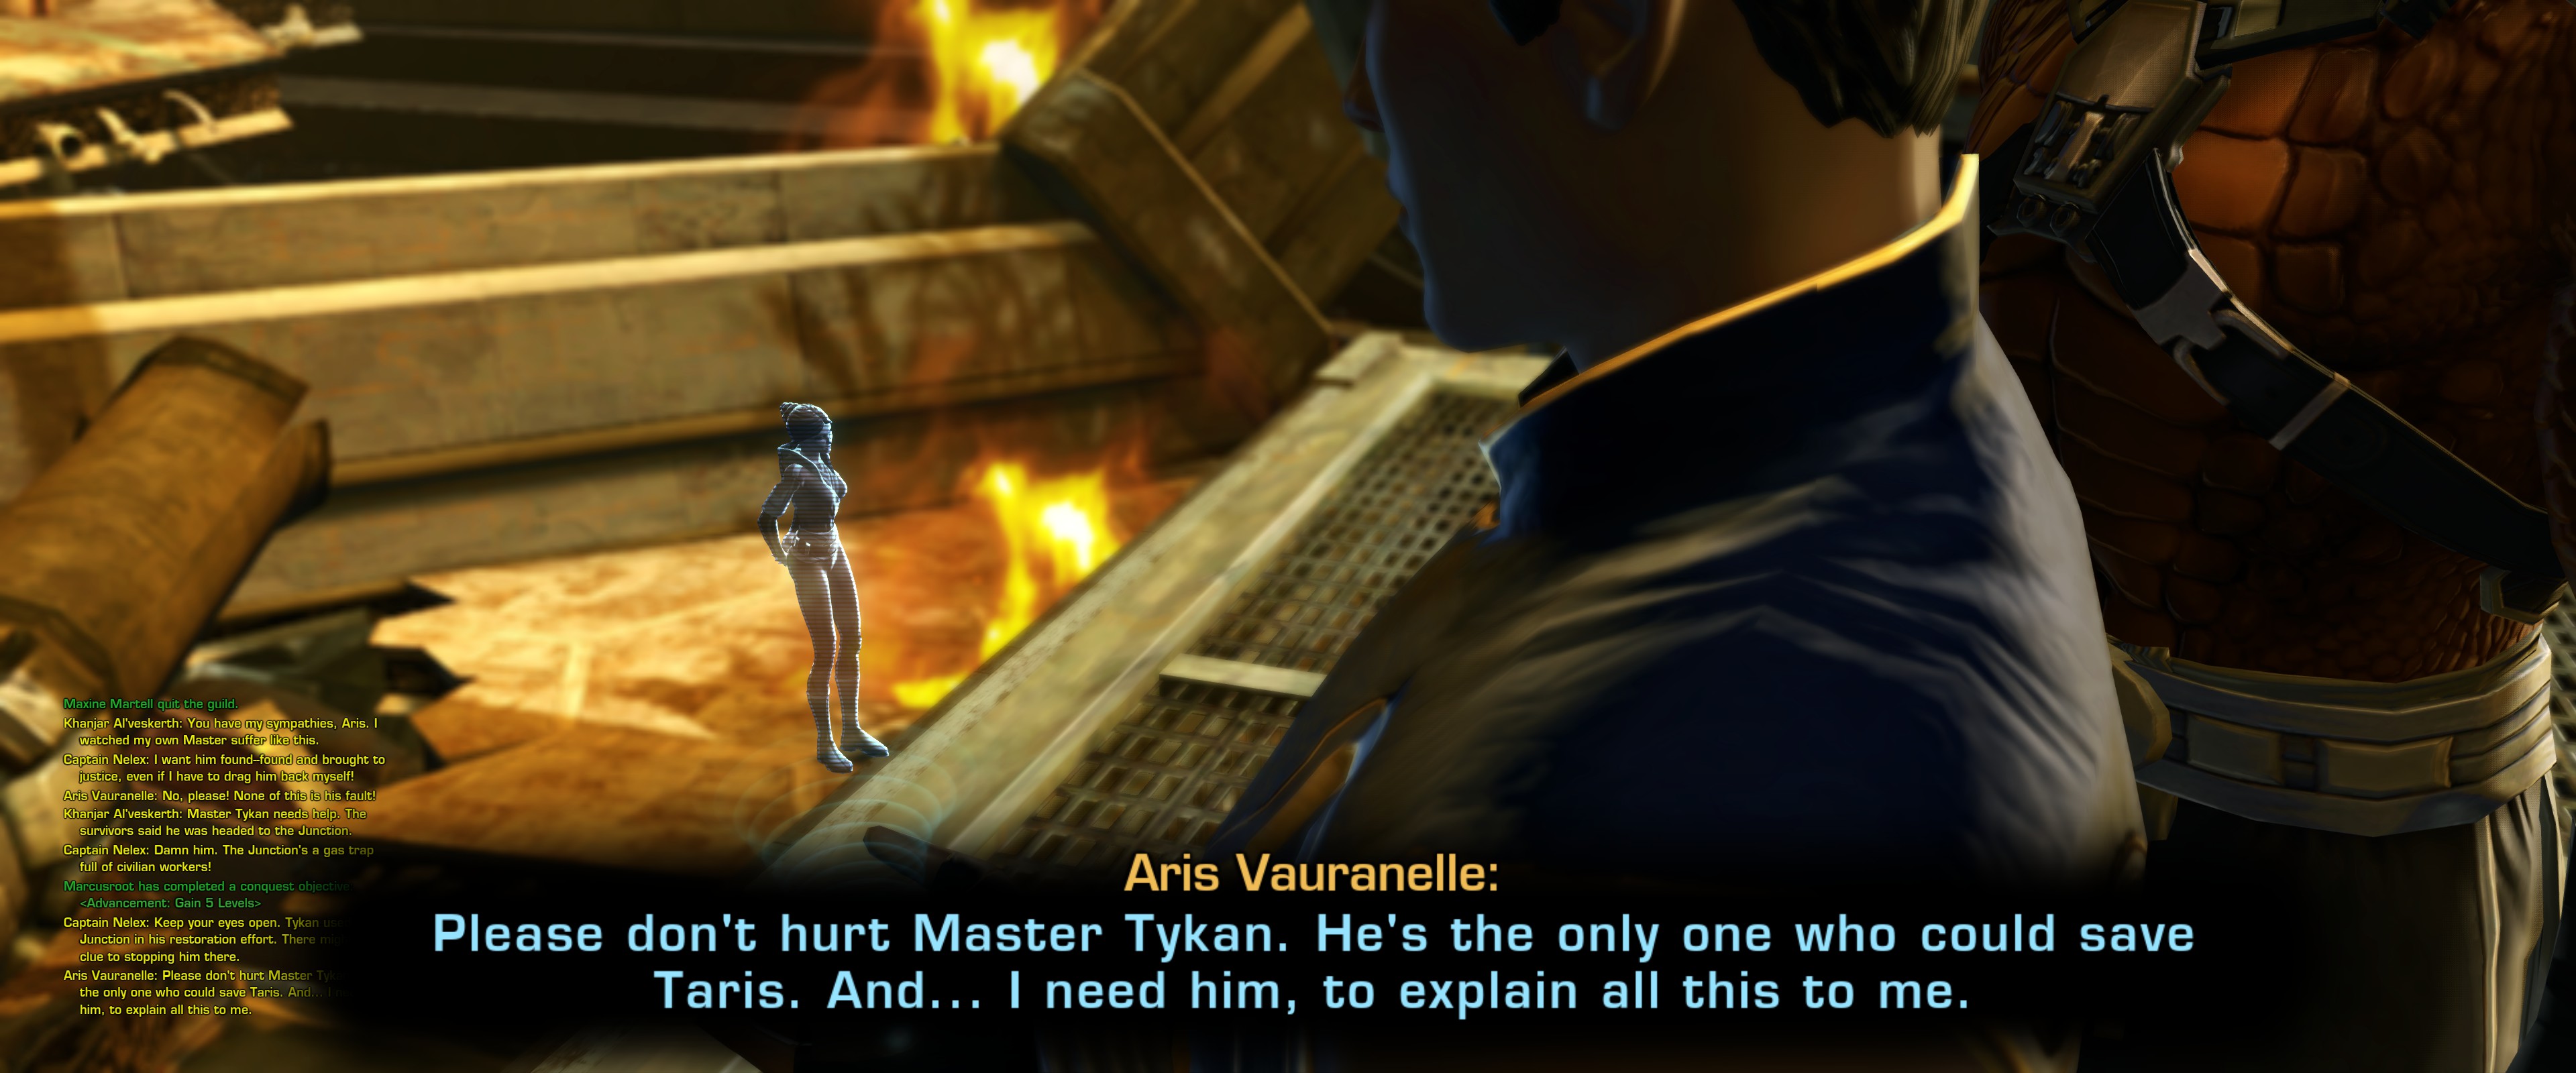 Maxine Martell quit the guild.
Khanjar Al'veskerth: You have my sympathies, Aris. I
watched my own Master suffer like this.
Captain Nelex: I want him found–found and brought to
justice, even if I have to drag him back myself!
Aris Vauranelle: No, please! None of this is his fault!
Khanjar Al'veskerth: Master Tykan needs help. The
survivors said he was headed to the Junction.
Captain Nelex: Damn him. The Junction's a gas trap
full of civilian workers!
Marcusroot has completed a conquest objective
<Advancement: Gain 5 Levels>
Captain Nelex: Keep your eyes open. Tykan
Junction in his restoration effort. There
clue to stopping him there.
Aris Vauranelle: Please don't hurt Master
the only one who could save Taris. And...
him, to explain all this to me.
Aris Vauranelle:
Please don't hurt Master Tykan. He's the only one who could save
Taris. And... I need him, to explain all this to me.